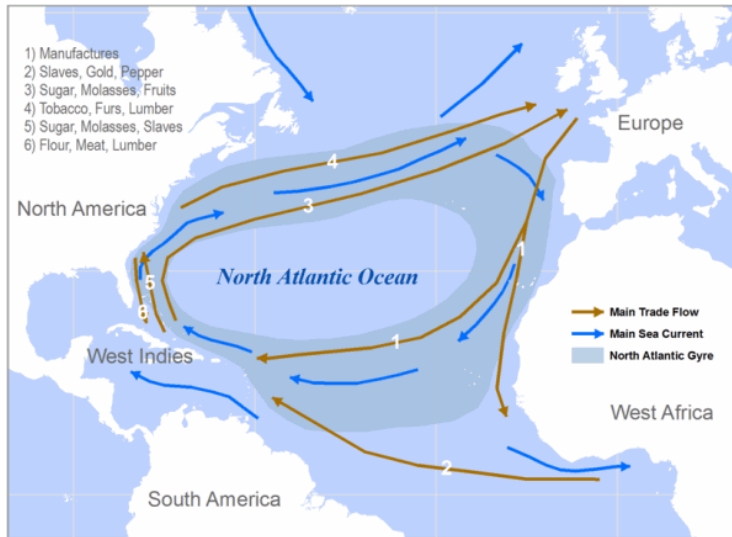 1) Manufactures
2) Slaves, Gold, Pepper
3) Sugar, Molasses, Fruits
4) Tobacco, Furs, Lumber
5) Sugar, Molasses, Slaves
6) Flour, Meat, Lumber
Europe
4
North America
3
1
North Atlantic Ocean
5
6
Main Trade Flow
Main Sea Current
North Atlantic Gyre
1
West Indies
West Africa
2
South America